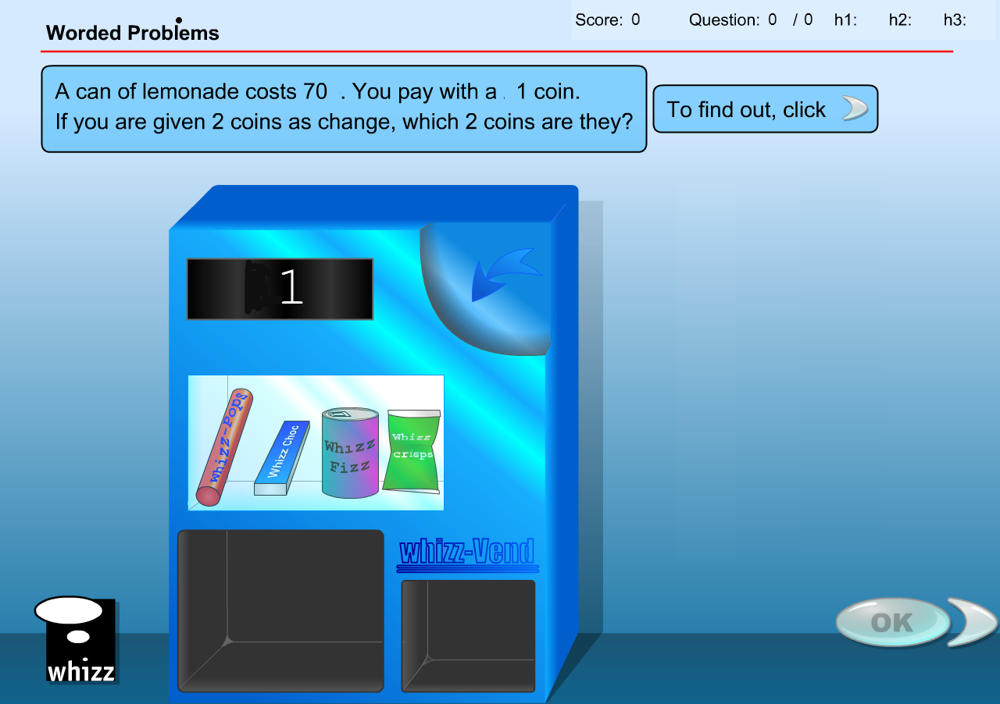 Worded Problems
Score: 0 Question: 0 / 0 h1: h2: h3:
A can of lemonade costs 70 . You pay with a . 1 coin.
If you are given 2 coins as change, which 2 coins are they?
To find out, click
1
Whizz-Pops
Whizz Choc
Whizz
Fizz
Whizz
crisps
whizz-Vend
whizz
OK